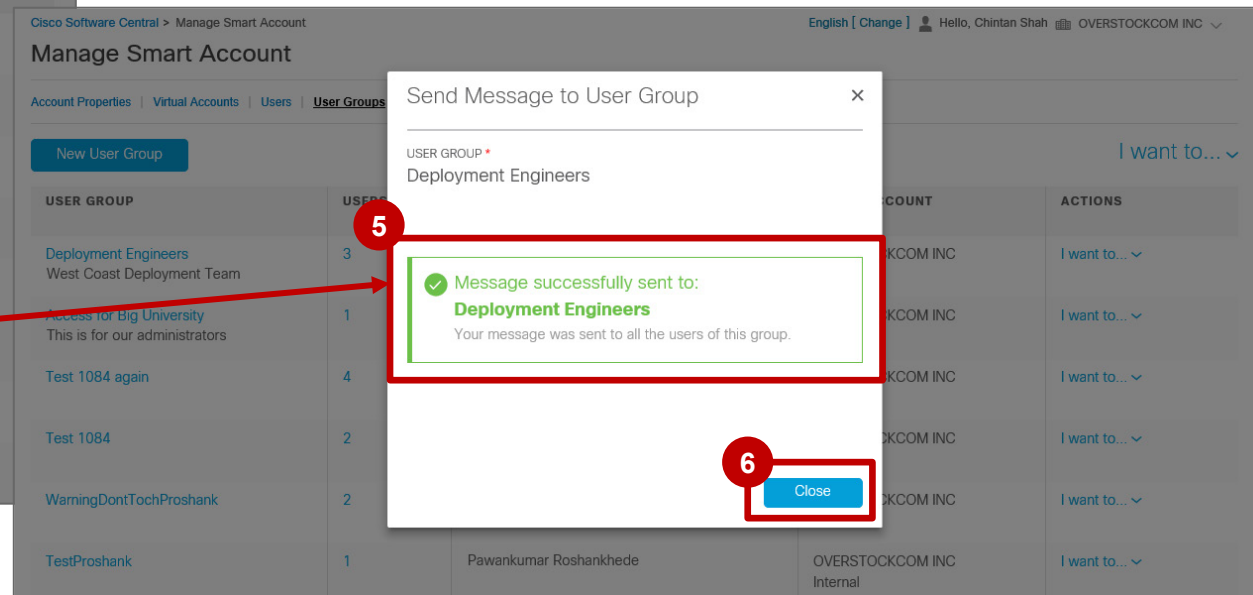 Cisco Software Central > Manage Smart Account
English [ Change ] Hello, Chintan Shah OVERSTOCKCOM INC
Manage Smart Account
Account Properties | Virtual Accounts | Users | User Groups
Send Message to User Group ×
New User Group
I want to...
USER GROUP *
Deployment Engineers
USER GROUP USERS COUNT ACTIONS
5
Deployment Engineers 3 KCOM INC I want to...
West Coast Deployment Team
Message successfully sent to:
Deployment Engineers
Your message was sent to all the users of this group.
Access for Big University 1 KCOM INC I want to...
This is for our administrators
Test 1084 again 4 KCOM INC I want to...
Test 1084 2 CKCOM INC I want to...
6
Close
WarningDontTochProshank 2 CKCOM INC I want to...
TestProshank 1 Pawankumar Roshankhede OVERSTOCKCOM INC I want to...
Internal